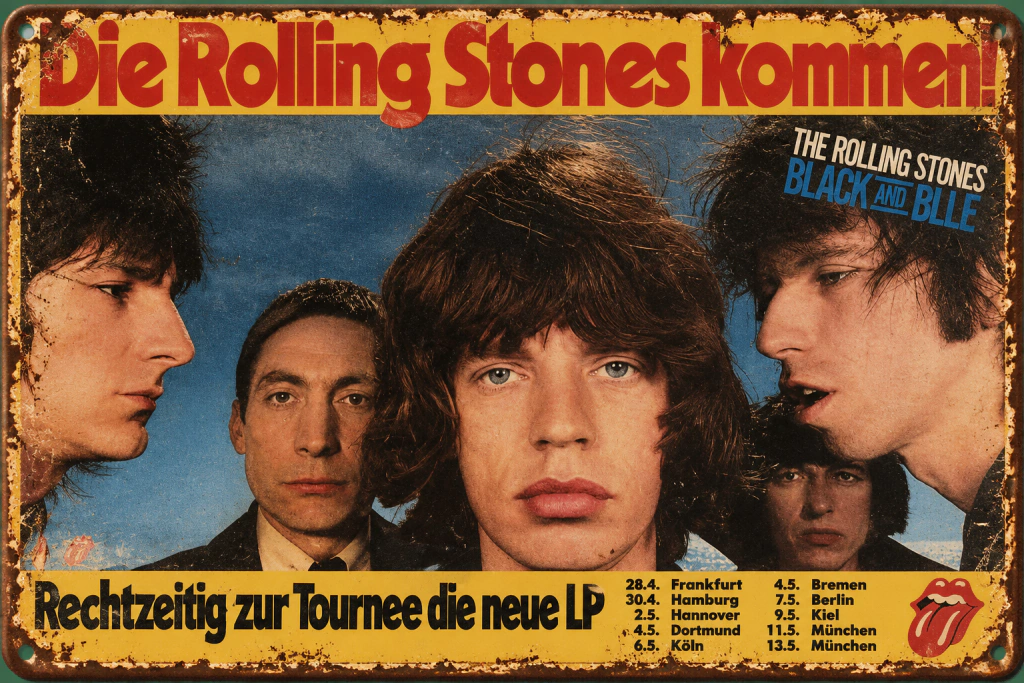 Die Rolling Stones kommen!
THE ROLLING STONES
BLACK AND BLLE
Rechtzeitig zur Tournee die neue LP
28.4. Frankfurt
30.4. Hamburg
2.5. Hannover
4.5. Dortmund
6.5. Köln
4.5. Bremen
7.5. Berlin
9.5. Kiel
11.5. München
13.5. München